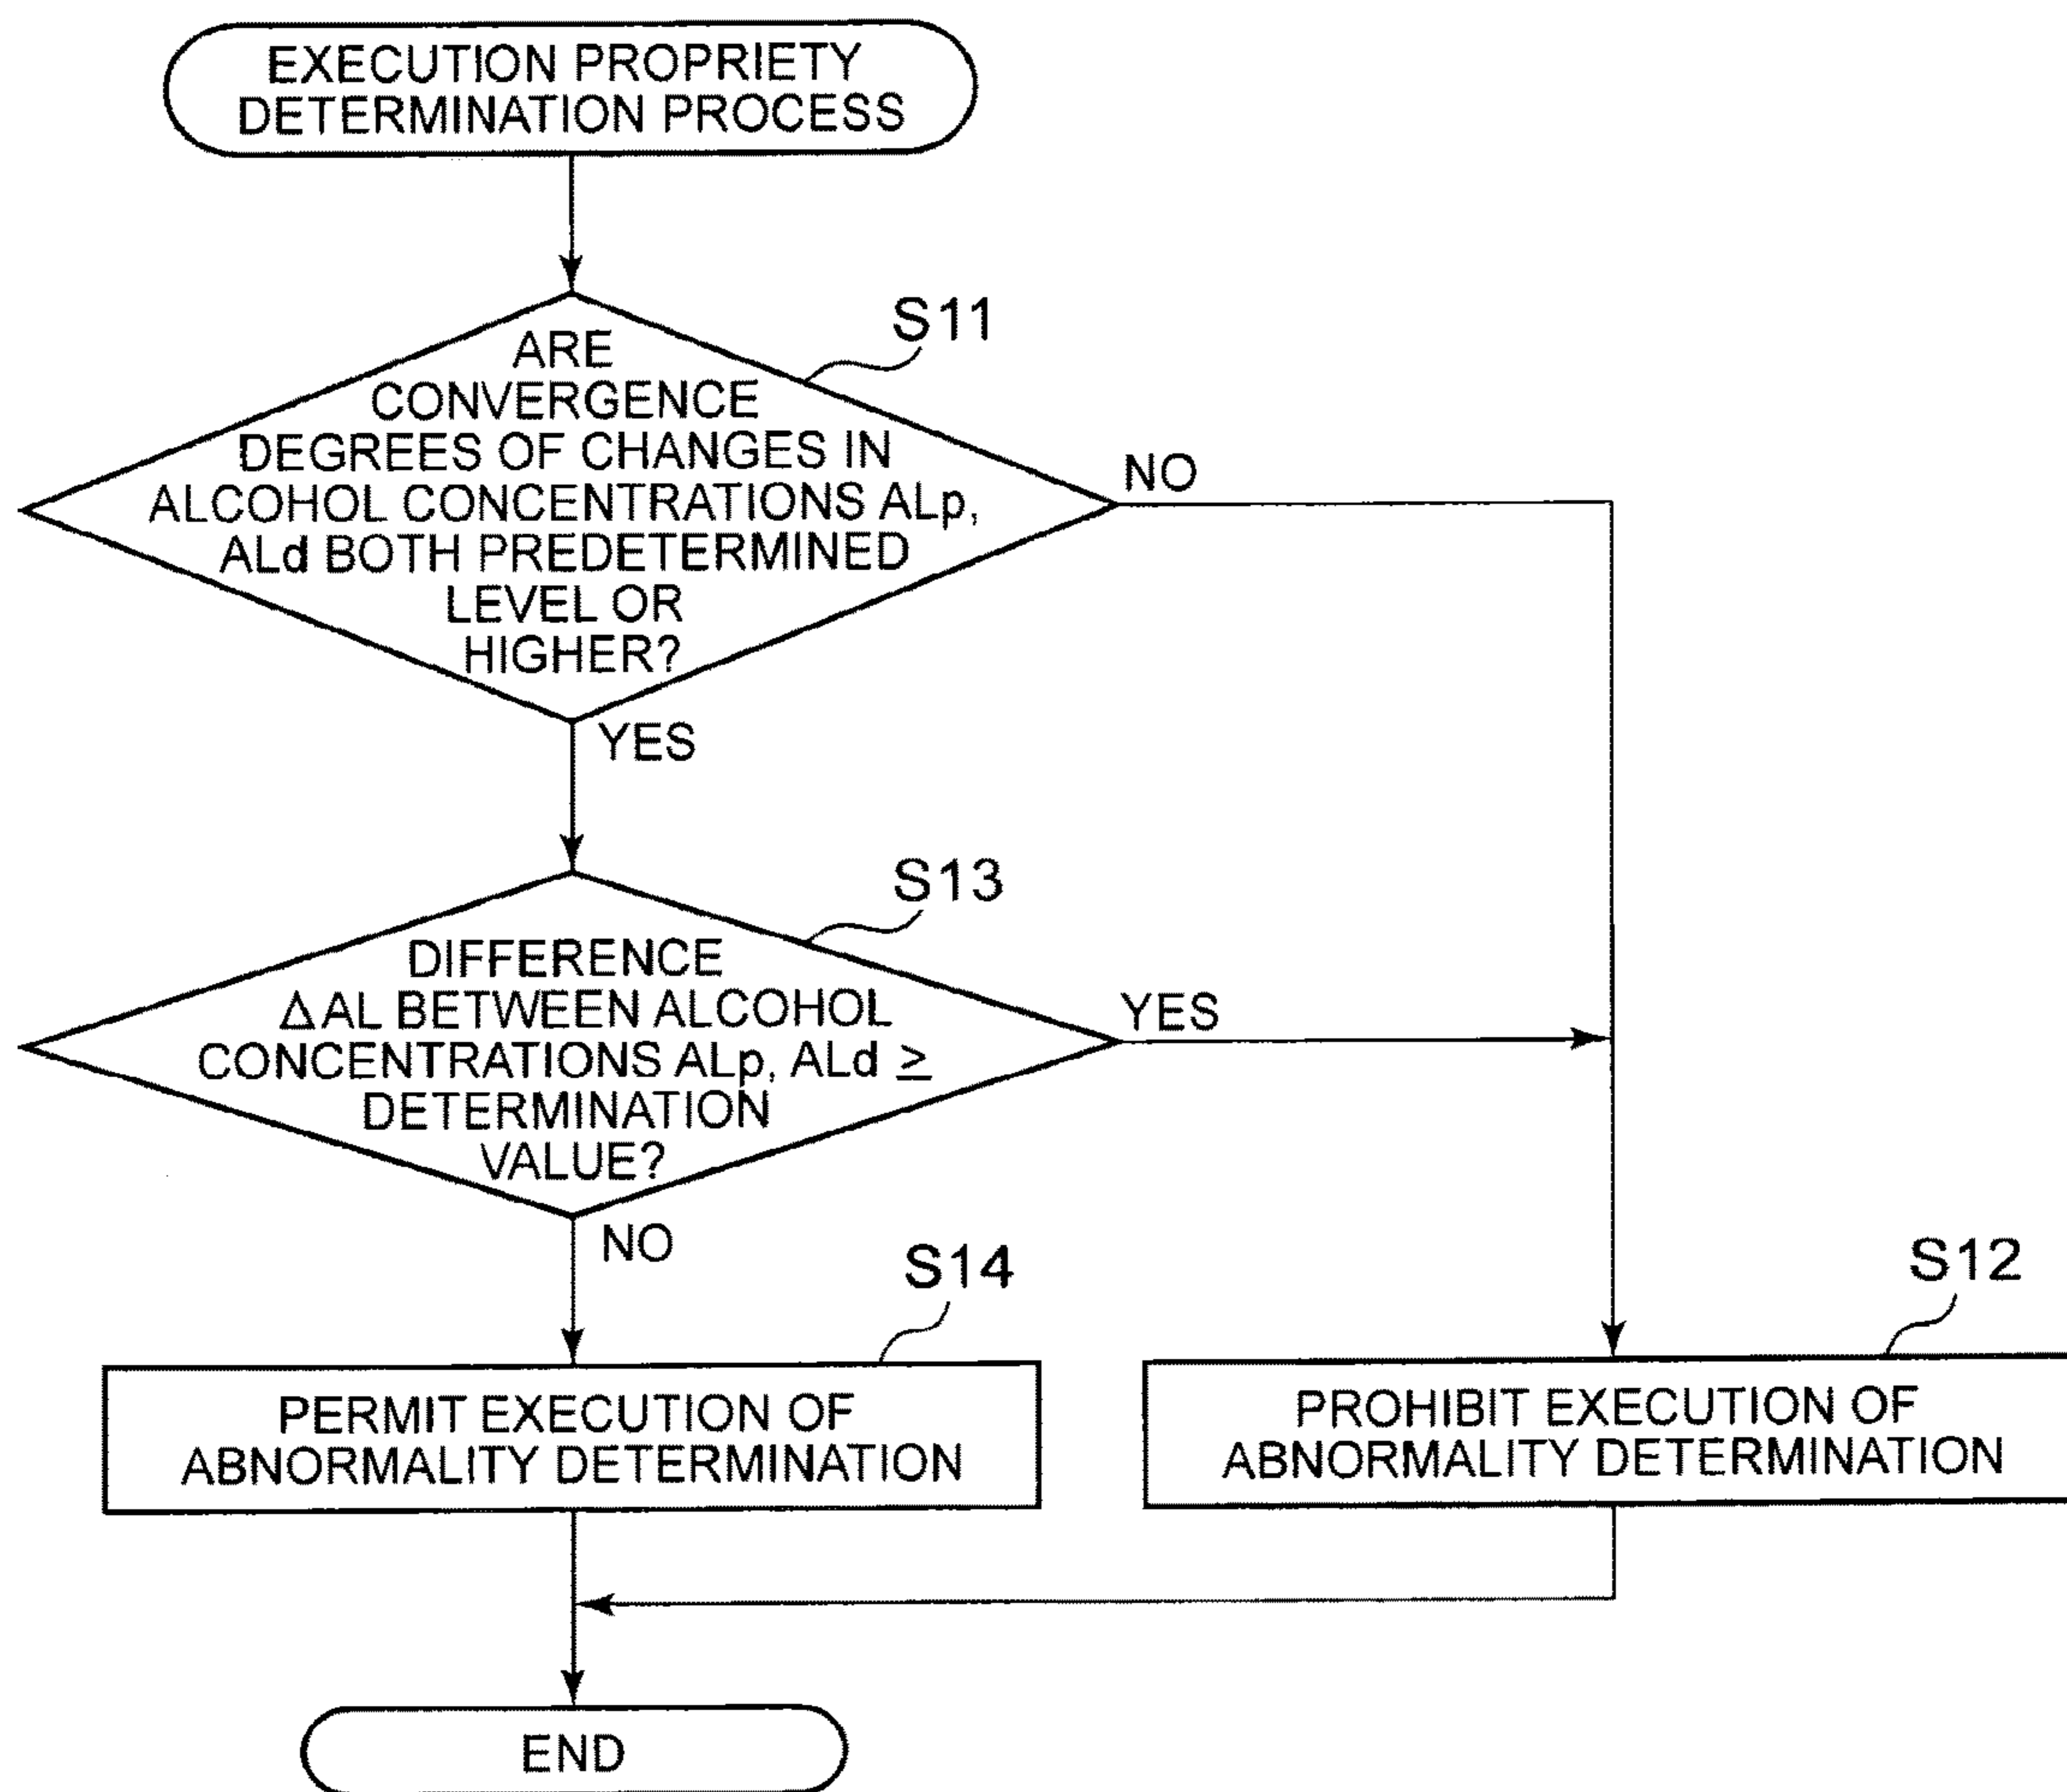 EXECUTION PROPRIETY
DETERMINATION PROCESS
S11
ARE
CONVERGENCE
DEGREES OF CHANGES IN
ALCOHOL CONCENTRATIONS ALp,
ALd BOTH PREDETERMINED
LEVEL OR
HIGHER?
NO
YES
S13
DIFFERENCE
ΔAL BETWEEN ALCOHOL
CONCENTRATIONS ALp, ALd ≥
DETERMINATION
VALUE?
YES
NO
S14
PERMIT EXECUTION OF
ABNORMALITY DETERMINATION
S12
PROHIBIT EXECUTION OF
ABNORMALITY DETERMINATION
END